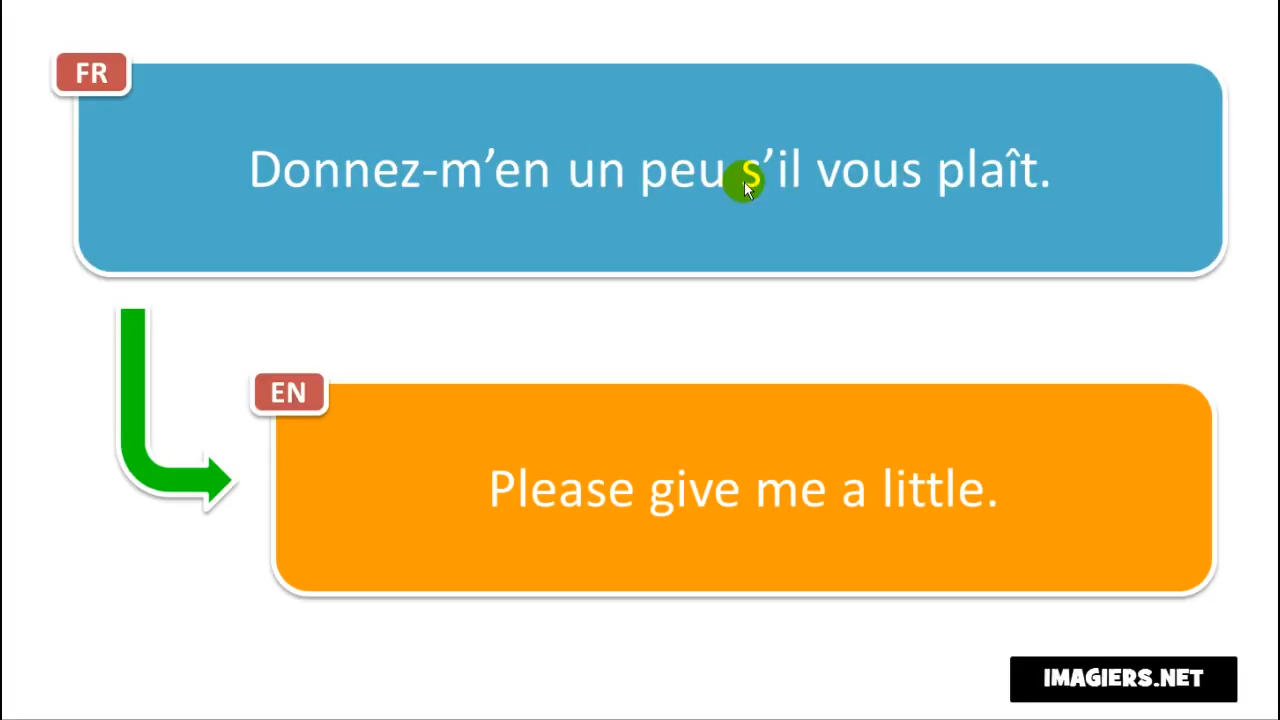 FR
Donnez-m’en un peu s’il vous plaît.
EN
Please give me a little.
IMAGIERS.NET